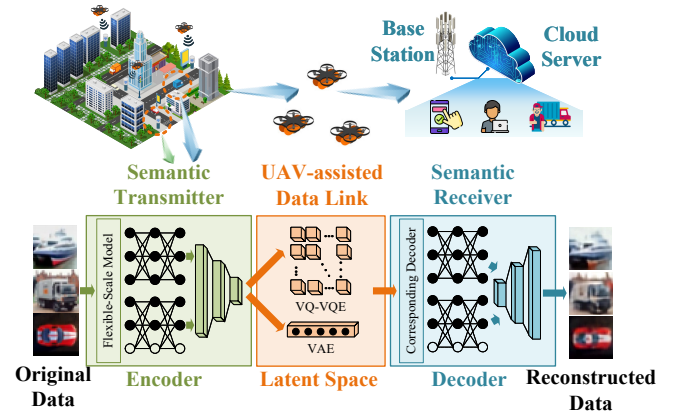 Base
Station
Cloud
Server
Semantic
Transmitter
UAV-assisted
Data Link
Semantic
Receiver
Flexible-Scale Model
VQ-VQE
VAE
Corresponding Decoder
Original
Data
Encoder
Latent Space
Decoder
Reconstructed
Data